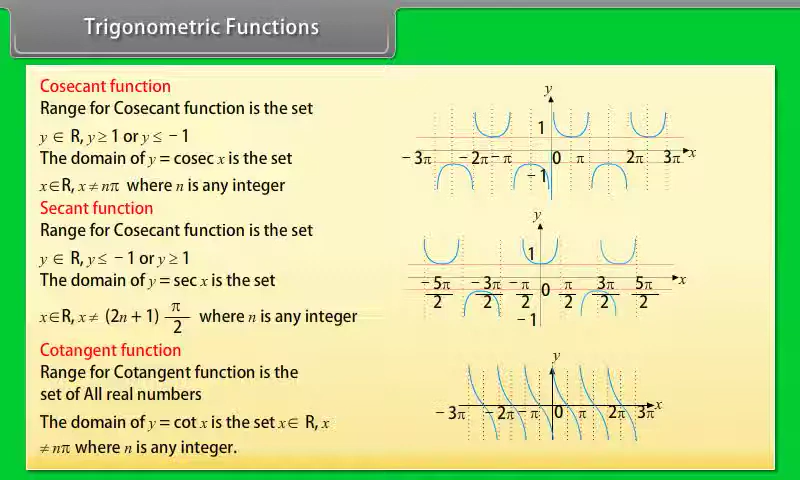 Trigonometric Functions
Cosecant function
Range for Cosecant function is the set
y ∈ R, y ≥ 1 or y ≤ − 1
The domain of y = cosec x is the set
x∈R, x ≠ nπ where n is any integer
Secant function
Range for Cosecant function is the set
y ∈ R, y ≤ − 1 or y ≥ 1
The domain of y = sec x is the set
x∈R, x ≠ (2n + 1) π/2 where n is any integer
Cotangent function
Range for Cotangent function is the
set of All real numbers
The domain of y = cot x is the set x∈ R, x
≠ nπ where n is any integer.
y
1
− 3π − 2π − π 0 π 2π 3π x
− 1
y
1
− 5π/2 − 3π/2 − π/2 0 π/2 3π/2 5π/2 x
− 1
y
x
− 3π − 2π − π 0 π 2π 3π